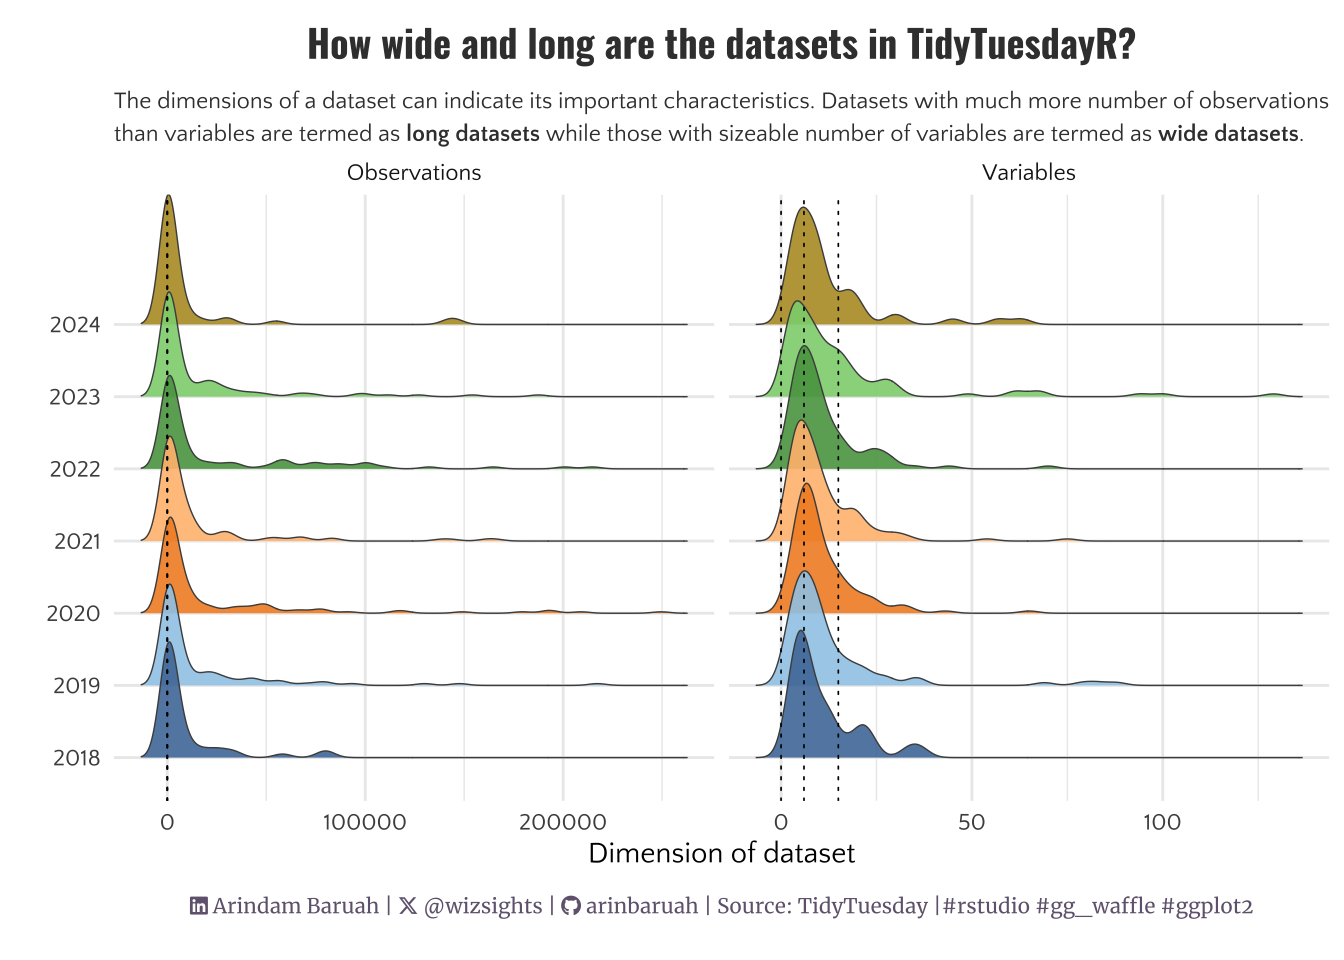 How wide and long are the datasets in TidyTuesdayR?
The dimensions of a dataset can indicate its important characteristics. Datasets with much more number of observations
than variables are termed as long datasets while those with sizeable number of variables are termed as wide datasets.
Observations Variables
2024
2023
2022
2021
2020
2019
2018
0 100000 200000 0 50 100
Dimension of dataset
Arindam Baruah | @wizsights | arinbaruah | Source: TidyTuesday |#rstudio #gg_waffle #ggplot2